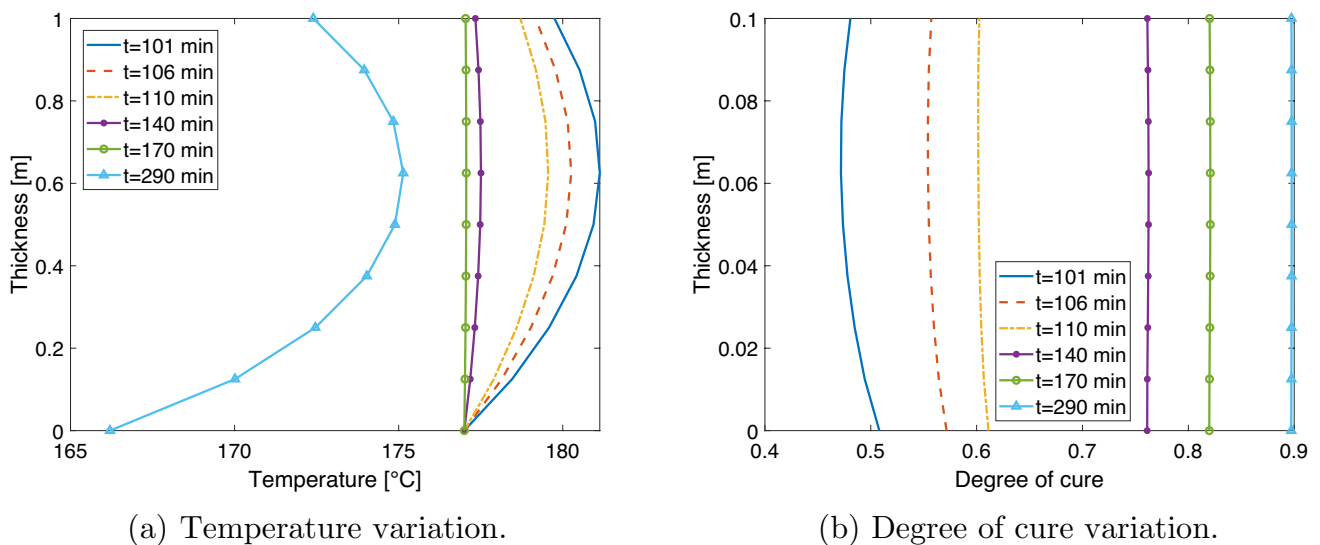 1
0.8
0.6
0.4
0.2
0
Thickness [m]
165
170
175
180
Temperature [°C]
t=101 min
t=106 min
t=110 min
t=140 min
t=170 min
t=290 min
(a) Temperature variation.
0.1
0.08
0.06
0.04
0.02
0
Thickness [m]
0.4
0.5
0.6
0.7
0.8
0.9
Degree of cure
t=101 min
t=106 min
t=110 min
t=140 min
t=170 min
t=290 min
(b) Degree of cure variation.